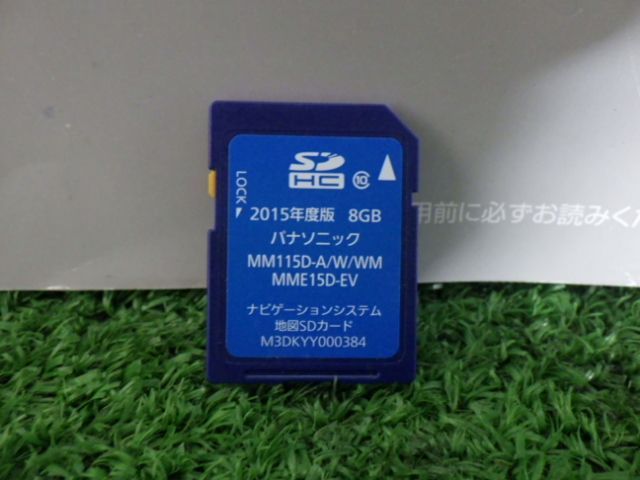 SD
HC ⑩
LOCK
2015年度版 8GB
パナソニック
MM115D-A/W/WM
MME15D-EV
ナビゲーションシステム
地図SDカード
M3DKYY000384
用前に必ずお読みくだ